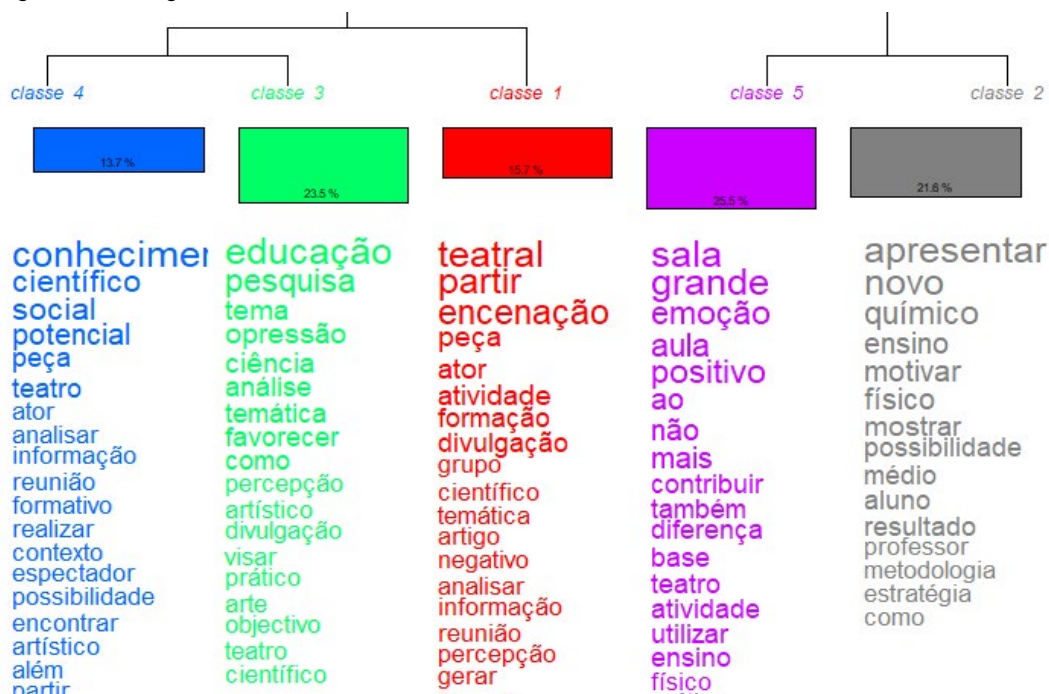 classe 4
classe 3
classe 1
classe 5
classe 2
13.7 %
23.5 %
15.7 %
25.5 %
21.6 %
conhecimer
científico
social
potencial
peça
teatro
ator
analisar
informação
reunião
formativo
realizar
contexto
espectador
possibilidade
encontrar
artístico
além
partir
educação
pesquisa
tema
opressão
ciência
análise
temática
favorecer
como
percepção
artístico
divulgação
visar
prático
arte
objectivo
teatro
científico
teatral
partir
encenação
peça
ator
atividade
formação
divulgação
grupo
científico
temática
artigo
negativo
analisar
informação
reunião
percepção
gerar
sala
grande
emoção
aula
positivo
ao
não
mais
contribuir
também
diferença
base
teatro
atividade
utilizar
ensino
físico
apresentar
novo
químico
ensino
motivar
físico
mostrar
possibilidade
médio
aluno
resultado
professor
metodologia
estratégia
como